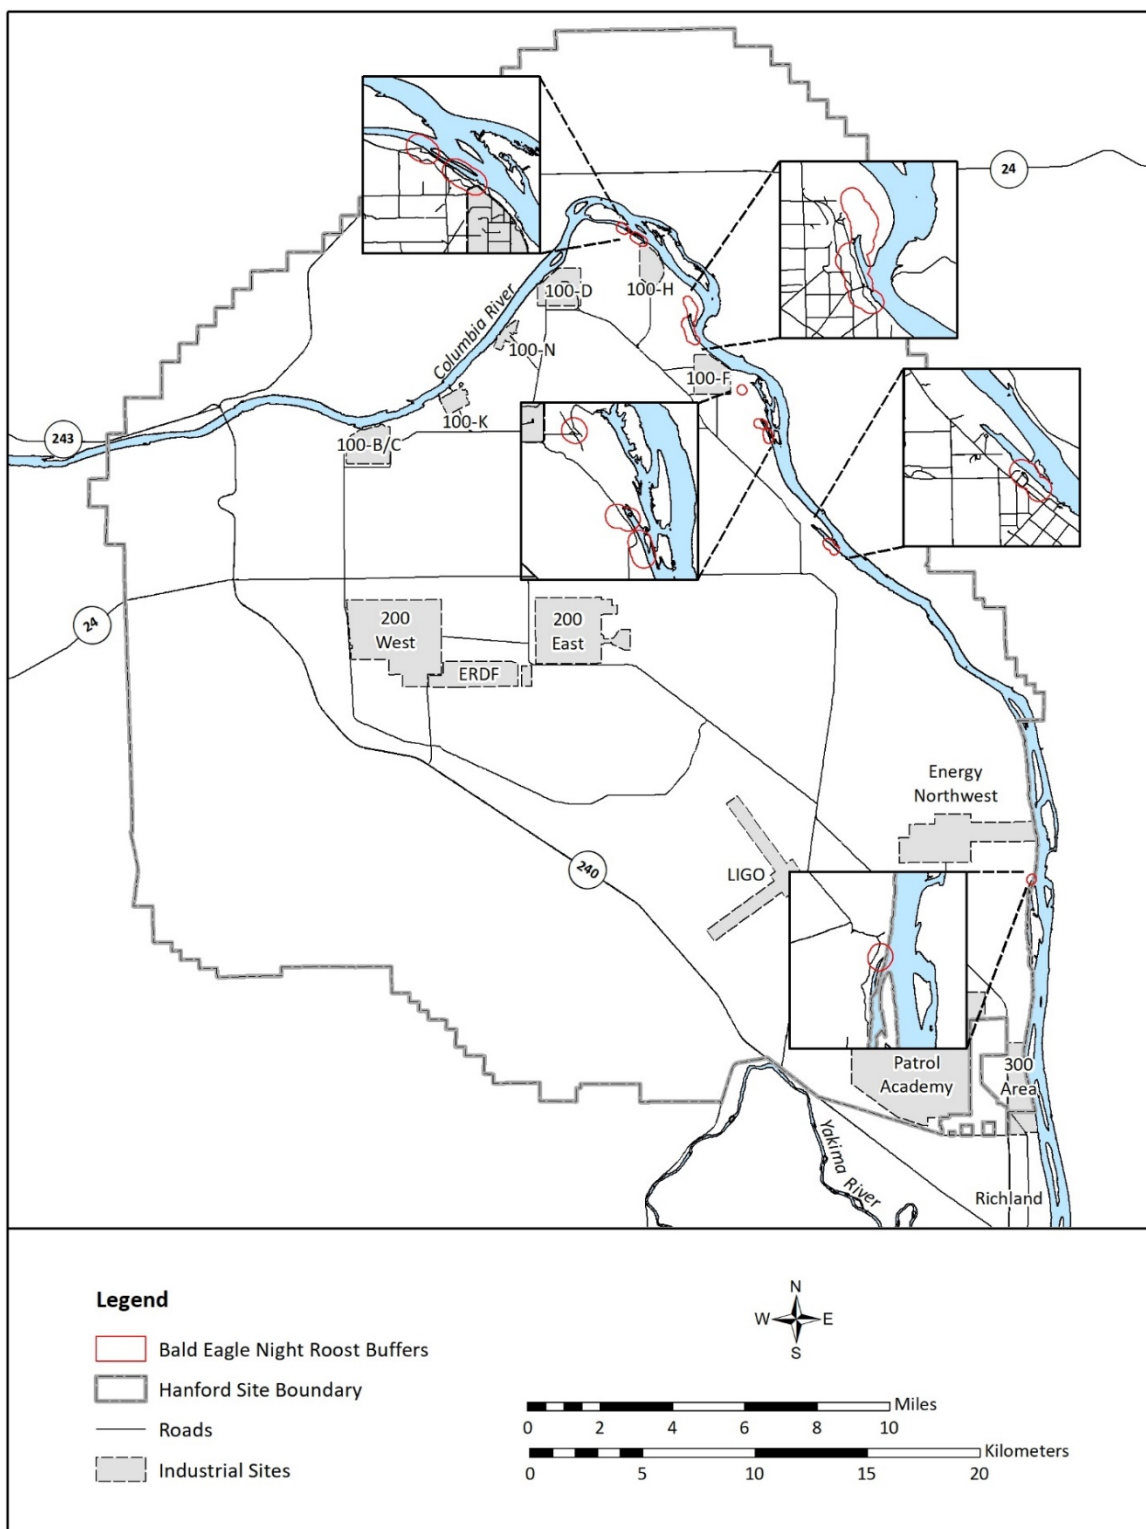 24
Columbia River
100-D
100-H
100-N
100-F
100-K
243
100-B/C
24
200
West
200
East
ERDF
Energy
Northwest
240
LIGO
Patrol
Academy
300
Area
Yakima
River
Richland
Legend
Bald Eagle Night Roost Buffers
Hanford Site Boundary
Roads
Industrial Sites
N
W E
S
Miles
0 2 4 6 8 10
Kilometers
0 5 10 15 20